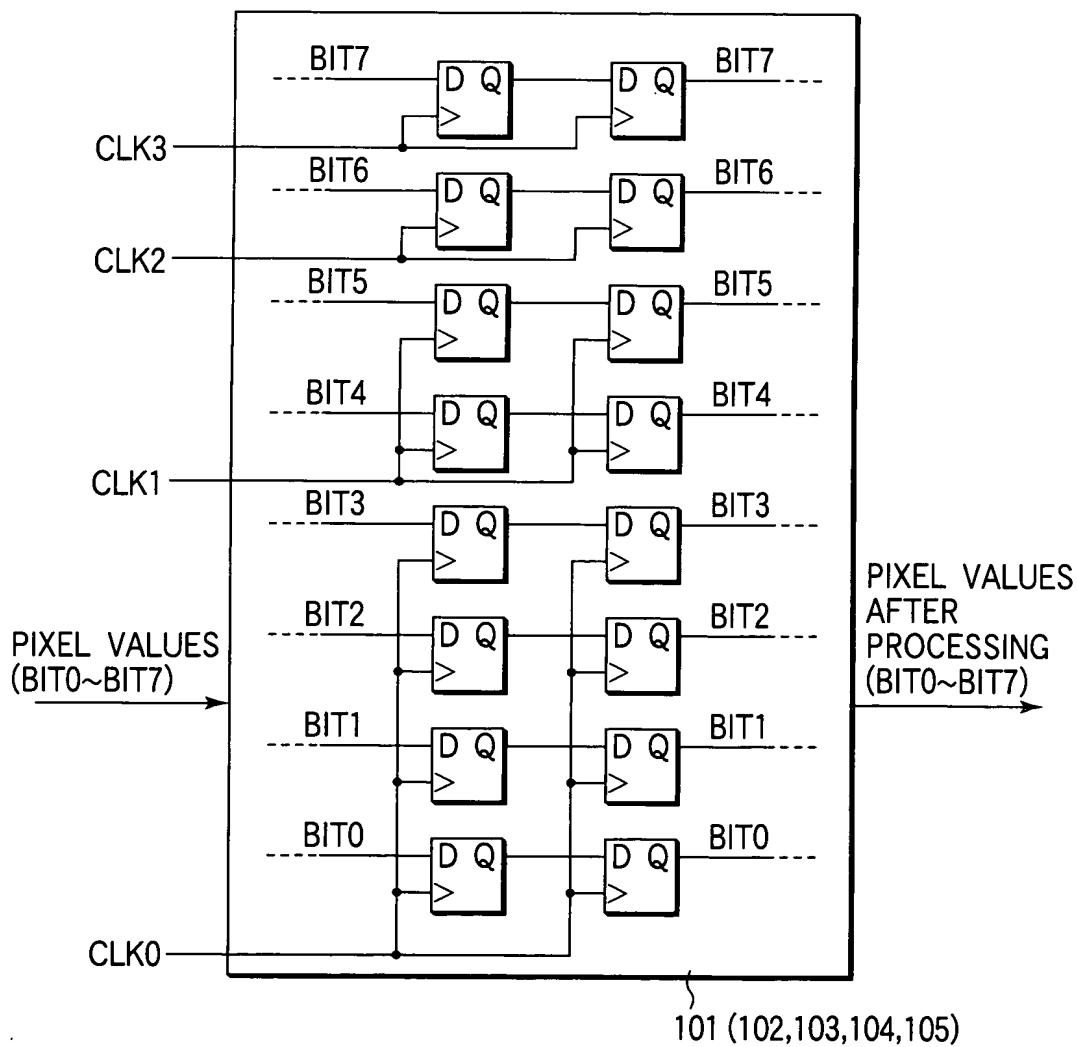 BIT7 BIT7
D Q D Q
CLK3
BIT6 BIT6
D Q D Q
CLK2
BIT5 BIT5
D Q D Q
BIT4 BIT4
D Q D Q
CLK1
BIT3 BIT3
D Q D Q
PIXEL VALUES
(BIT0~BIT7)
BIT2 BIT2
D Q D Q
PIXEL VALUES
AFTER
PROCESSING
(BIT0~BIT7)
BIT1 BIT1
D Q D Q
BIT0 BIT0
D Q D Q
CLK0
101 (102,103,104,105)